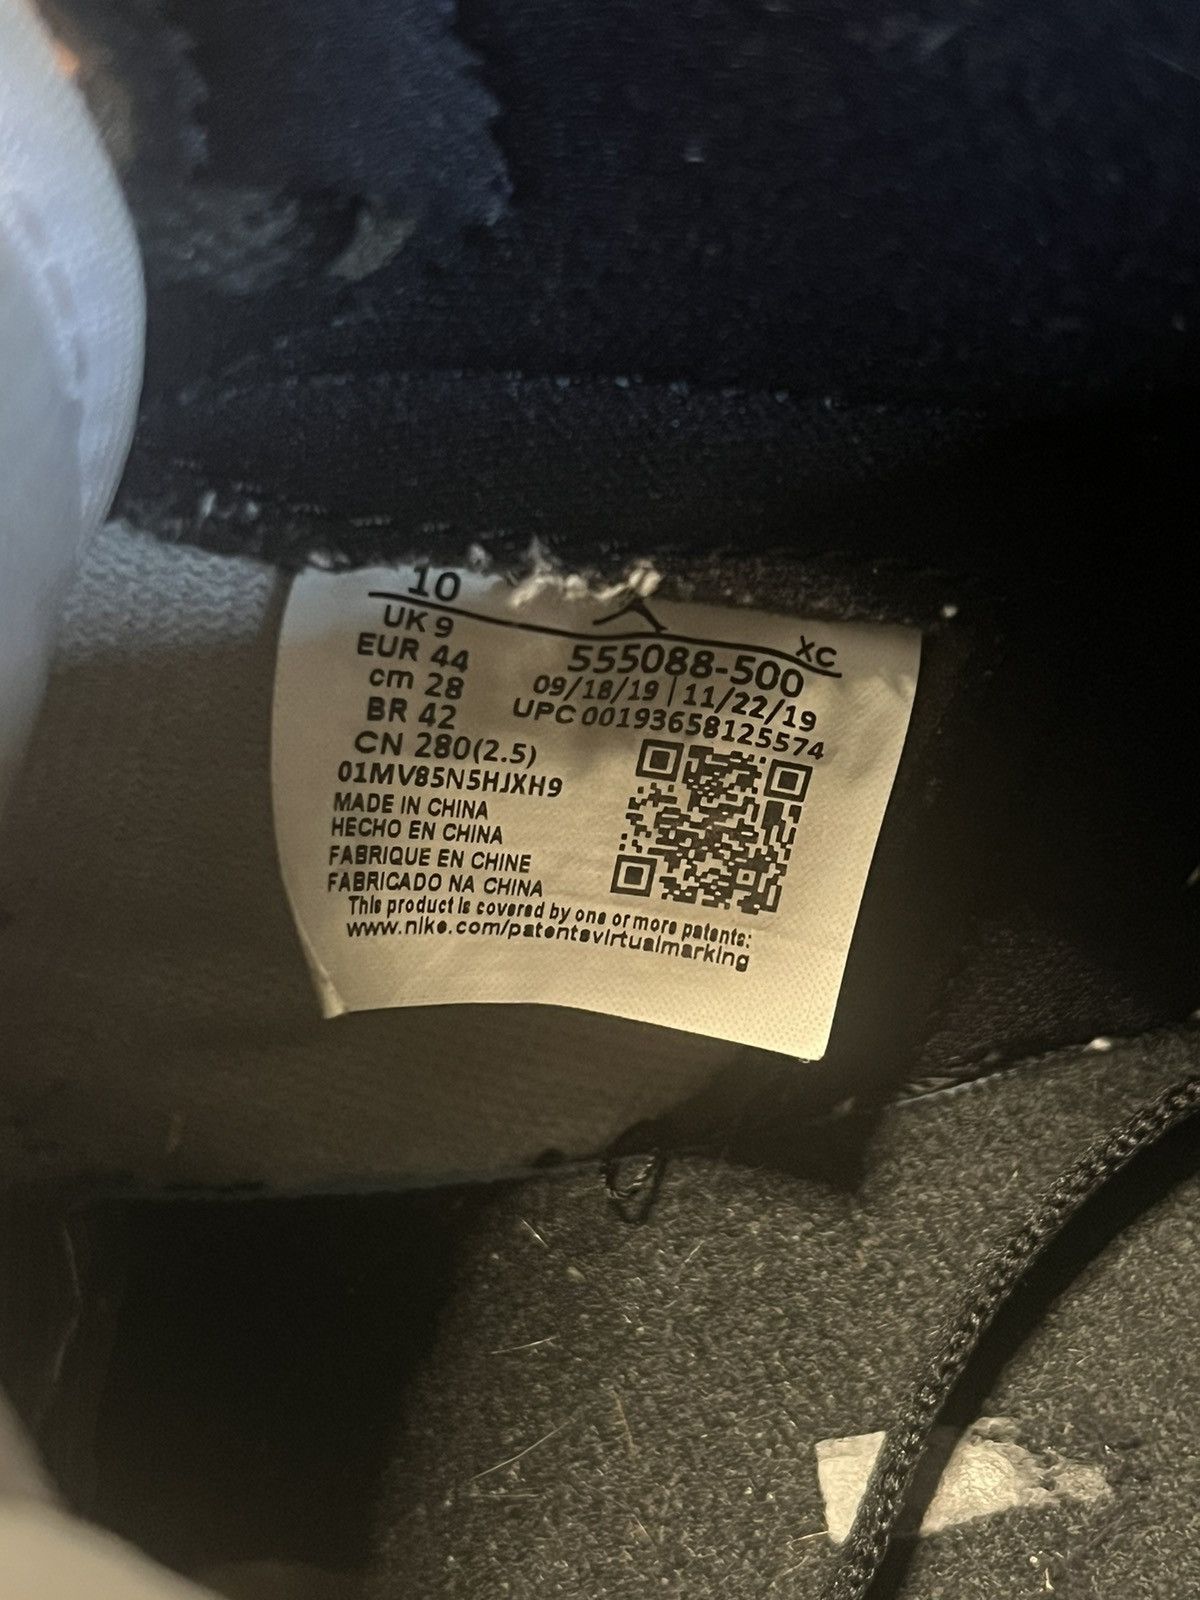 10
UK 9
EUR 44
cm 28
BR 42
CN 280(2.5)
01MV85N5HJXH9
MADE IN CHINA
HECHO EN CHINA
FABRIQUE EN CHINE
FABRICADO NA CHINA
XC
555088-500
09/18/19 | 11/22/19
UPC 00193658125574
This product is covered by one or more patents:
www.nike.com/patentsvirtualmarking